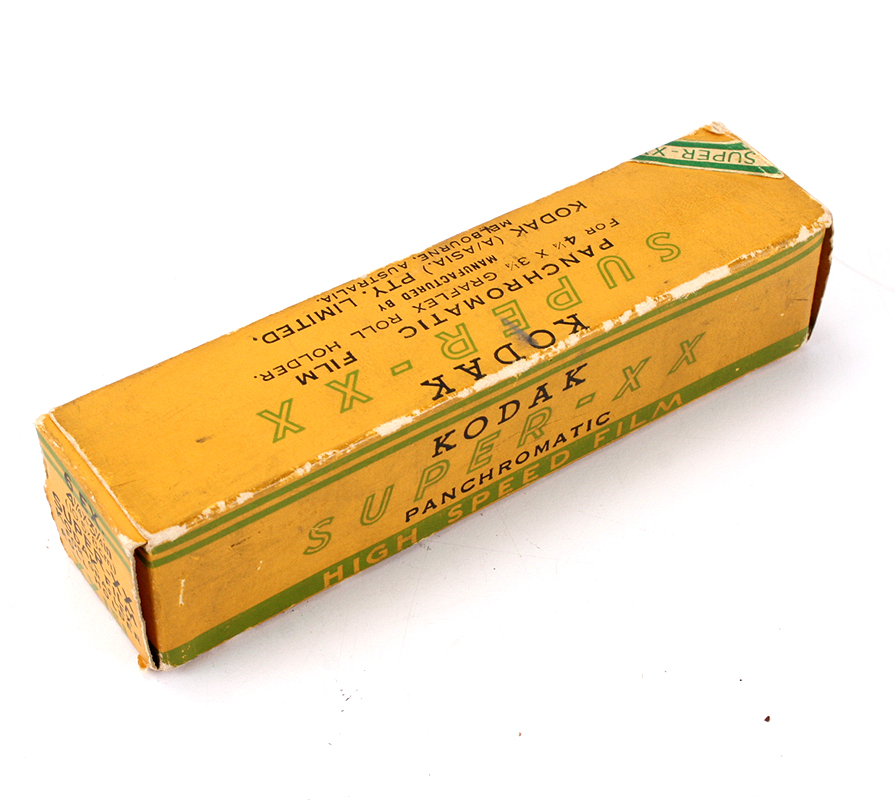 KODAK
SUPER-XX
PANCHROMATIC
HIGH SPEED FILM
KODAK
SUPER-XX
PANCHROMATIC FILM
FOR 4¼ X 3¼ GRAFLEX ROLL HOLDER.
MANUFACTURED BY
KODAK (A/ASIA.) PTY. LIMITED,
MELBOURNE, AUSTRALIA.
SUPER-X